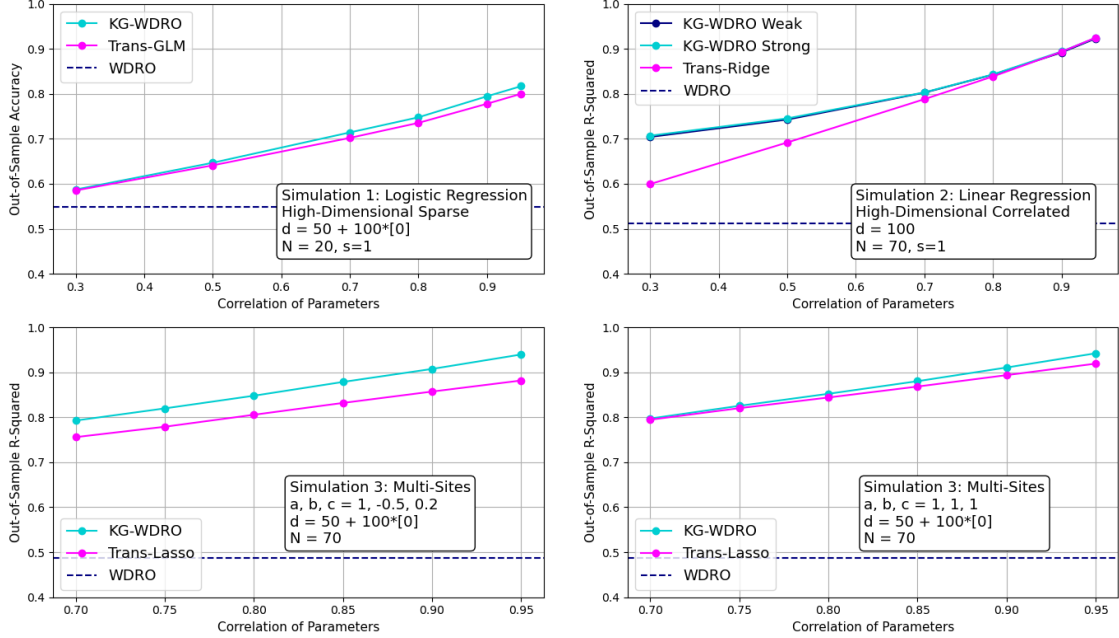 1.0
0.9
0.8
0.7
0.6
0.5
0.4
Out-of-Sample Accuracy
KG-WDRO
Trans-GLM
WDRO
Simulation 1: Logistic Regression
High-Dimensional Sparse
d = 50 + 100*[0]
N = 20, s=1
0.3 0.4 0.5 0.6 0.7 0.8 0.9
Correlation of Parameters
1.0
0.9
0.8
0.7
0.6
0.5
0.4
Out-of-Sample R-Squared
KG-WDRO Weak
KG-WDRO Strong
Trans-Ridge
WDRO
Simulation 2: Linear Regression
High-Dimensional Correlated
d = 100
N = 70, s=1
0.3 0.4 0.5 0.6 0.7 0.8 0.9
Correlation of Parameters
1.0
0.9
0.8
0.7
0.6
0.5
0.4
Out-of-Sample R-Squared
Simulation 3: Multi-Sites
a, b, c = 1, -0.5, 0.2
d = 50 + 100*[0]
N = 70
KG-WDRO
Trans-Lasso
WDRO
0.70 0.75 0.80 0.85 0.90 0.95
Correlation of Parameters
1.0
0.9
0.8
0.7
0.6
0.5
0.4
Out-of-Sample R-Squared
Simulation 3: Multi-Sites
a, b, c = 1, 1, 1
d = 50 + 100*[0]
N = 70
KG-WDRO
Trans-Lasso
WDRO
0.70 0.75 0.80 0.85 0.90 0.95
Correlation of Parameters